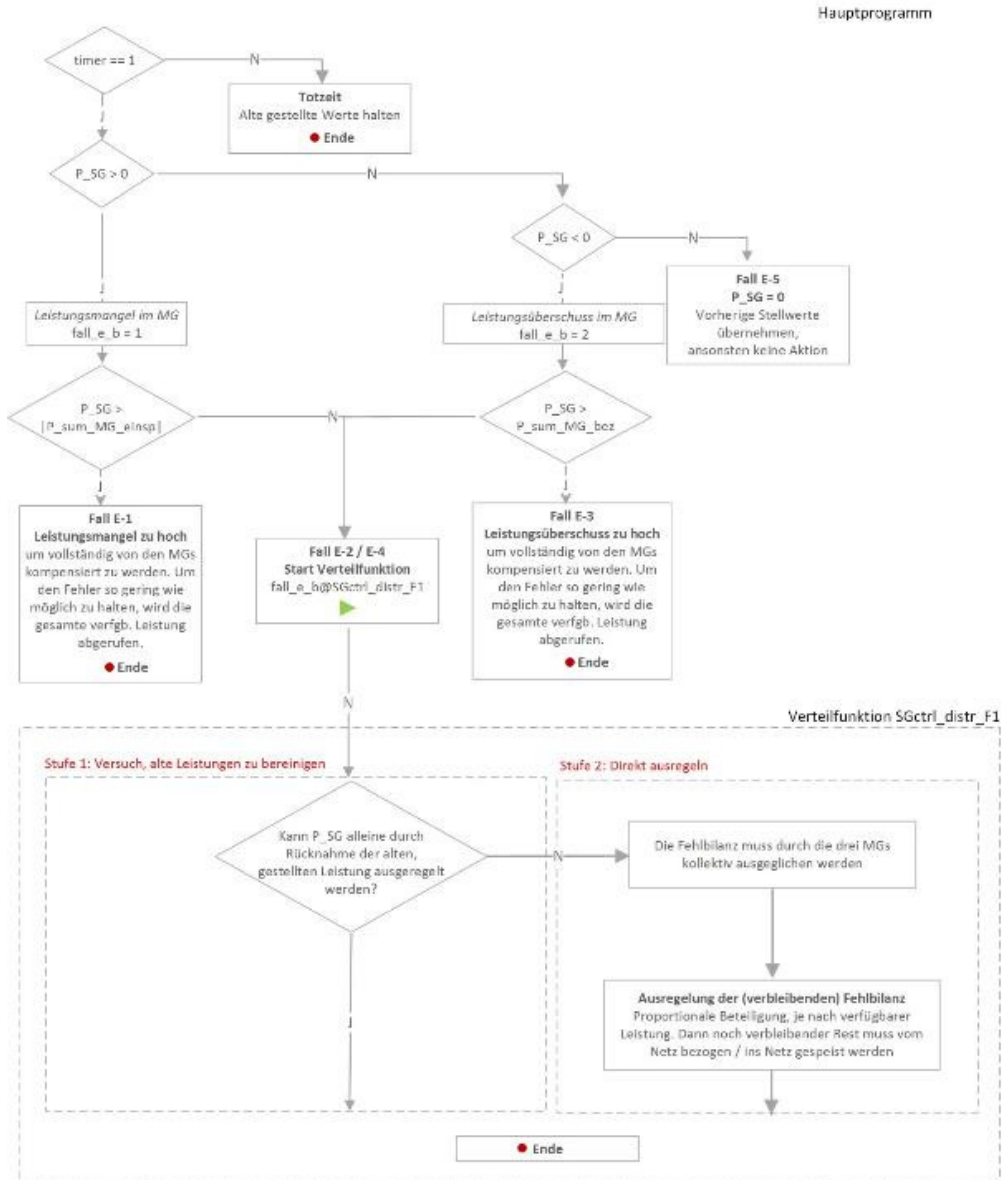 Hauptprogramm
timer == 1
N
Totzeit
Alte gestellte Werte halten
Ende
J
P_SG > 0
N
P_SG < 0
N
Fall E-5
P_SG = 0
Vorherige Stellwerte
übernehmen,
ansonsten keine Aktion
J
J
Leistungsmangel im MG
fall_e_b = 1
Leistungsüberschuss im MG
fall_e_b = 2
P_SG >
|P_sum_MG_einsp|
N
P_SG >
P_sum_MG_bez
J
J
Fall E-1
Leistungsmangel zu hoch
um vollständig von den MGs
kompensiert zu werden. Um
den Fehler so gering wie
möglich zu halten, wird die
gesamte verfgb. Leistung
abgerufen.
Ende
Fall E-2 / E-4
Start Verteilfunktion
fall_e_b@SGctrl_distr_F1
Fall E-3
Leistungsüberschuss zu hoch
um vollständig von den MGs
kompensiert zu werden. Um
den Fehler so gering wie
möglich zu halten, wird die
gesamte verfgb. Leistung
abgerufen.
Ende
N
Verteilfunktion SGctrl_distr_F1
Stufe 1: Versuch, alte Leistungen zu bereinigen
Stufe 2: Direkt ausregeln
Kann P_SG alleine durch
Rücknahme der alten,
gestellten Leistung ausgeregelt
werden?
N
Die Fehlbilanz muss durch die drei MGs
kollektiv ausgeglichen werden
J
Ausregelung der (verbleibenden) Fehlbilanz
Proportionale Beteiligung, je nach verfügbarer
Leistung. Dann noch verbleibender Rest muss vom
Netz bezogen / ins Netz gespeist werden
Ende